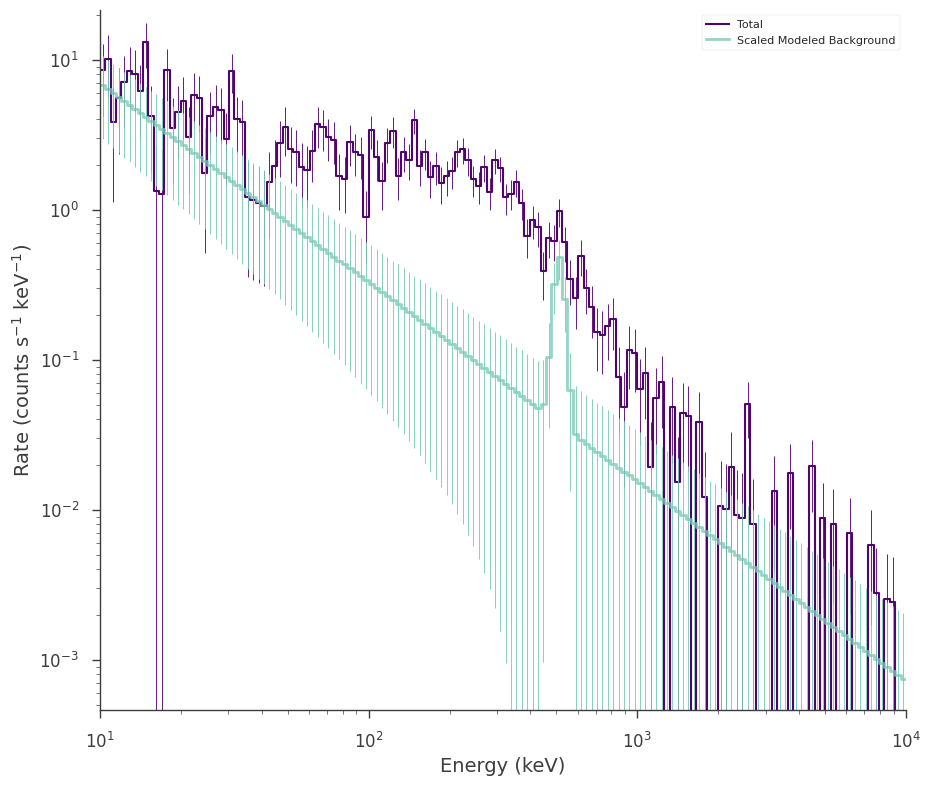 Total
Scaled Modeled Background
Rate (counts s⁻¹ keV⁻¹)
10¹
10⁰
10⁻¹
10⁻²
10⁻³
10¹ 10² 10³ 10⁴
Energy (keV)